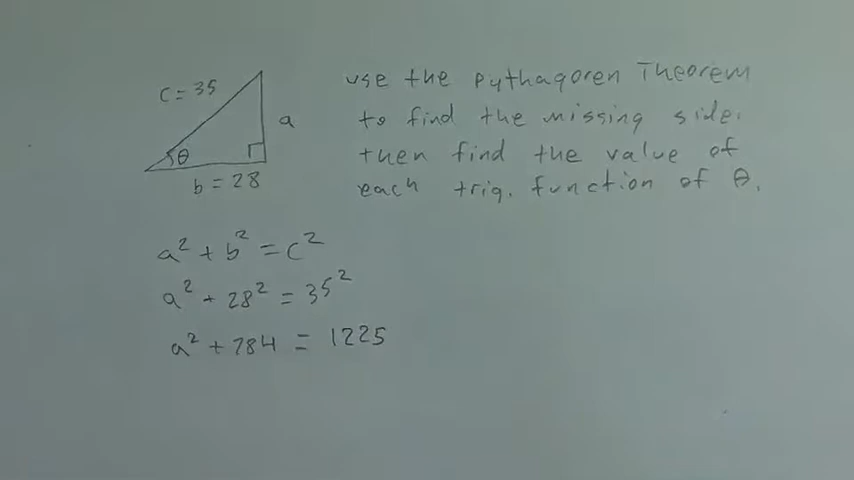 c = 35
a
θ
b = 28
use the pythagoren Theorem
to find the missing side.
then find the value of
each trig. function of θ.
a² + b² = c²
a² + 28² = 35²
a² + 784 = 1225